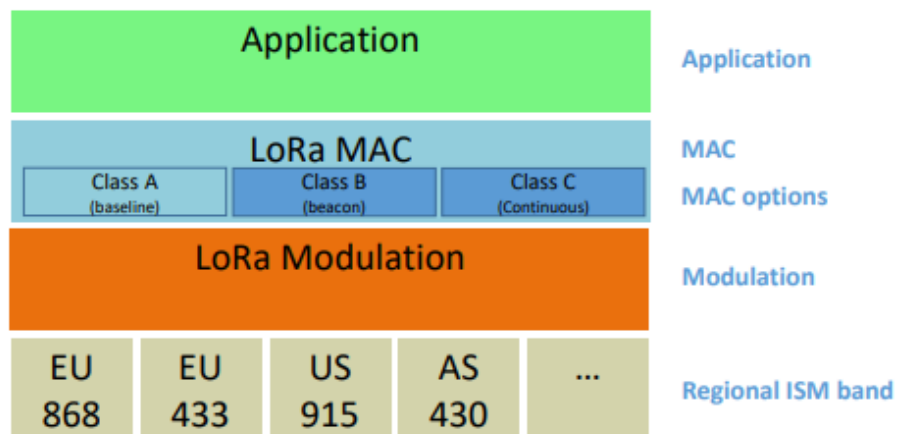 Application
Application
LoRa MAC
MAC
Class A
(baseline)
Class B
(beacon)
Class C
(Continuous)
MAC options
LoRa Modulation
Modulation
EU
868
EU
433
US
915
AS
430
...
Regional ISM band